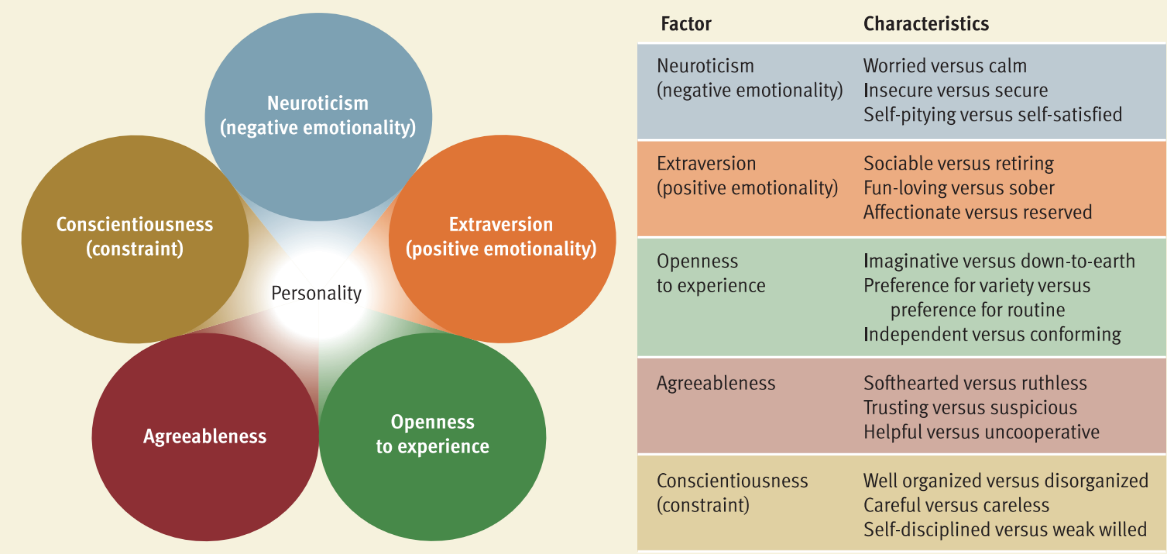 Neuroticism
(negative emotionality)
Conscientiousness
(constraint)
Extraversion
(positive emotionality)
Personality
Agreeableness
Openness
to experience
Factor Characteristics
Neuroticism Worried versus calm
(negative emotionality) Insecure versus secure
Self-pitying versus self-satisfied
Extraversion Sociable versus retiring
(positive emotionality) Fun-loving versus sober
Affectionate versus reserved
Openness Imaginative versus down-to-earth
to experience Preference for variety versus
preference for routine
Independent versus conforming
Agreeableness Softhearted versus ruthless
Trusting versus suspicious
Helpful versus uncooperative
Conscientiousness Well organized versus disorganized
(constraint) Careful versus careless
Self-disciplined versus weak willed